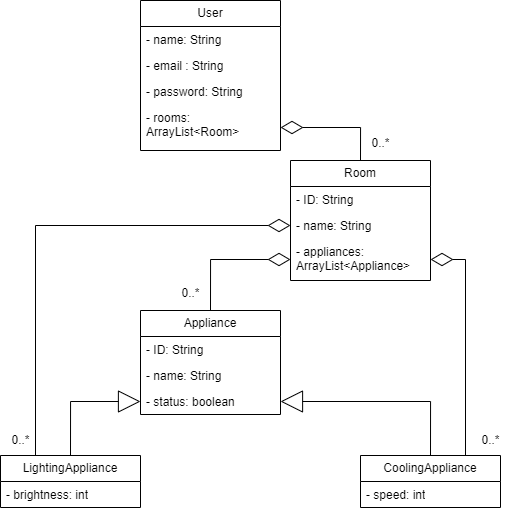 User
- name: String
- email : String
- password: String
- rooms:
ArrayList<Room>
0..*
Room
- ID: String
- name: String
- appliances:
ArrayList<Appliance>
0..*
Appliance
- ID: String
- name: String
- status: boolean
0..*
0..*
LightingAppliance
- brightness: int
CoolingAppliance
- speed: int